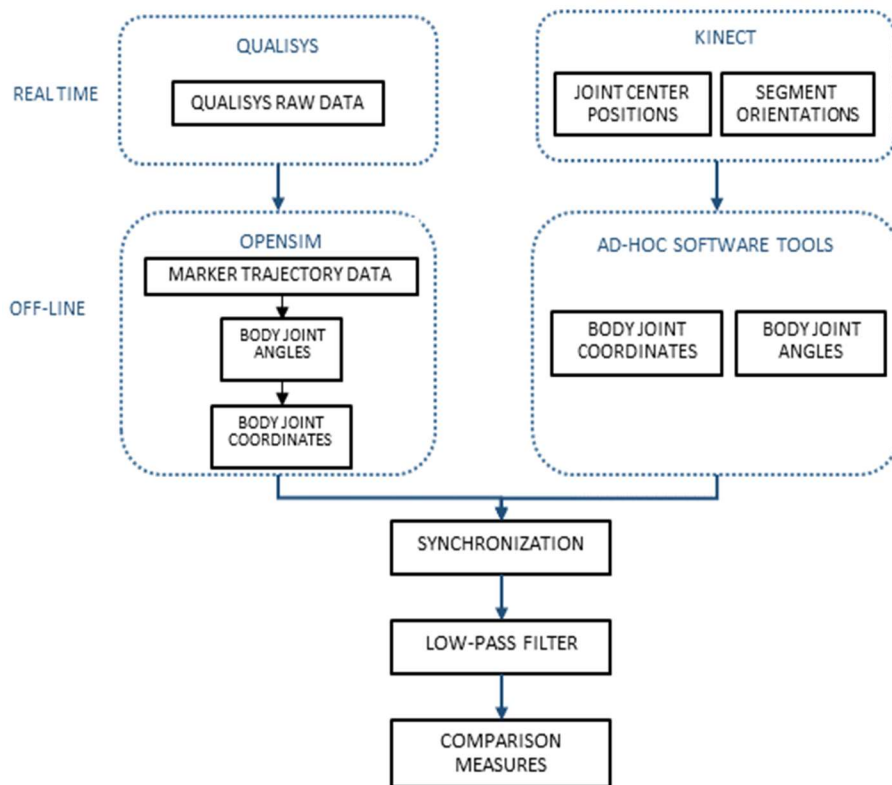 QUALISYS
KINECT
REAL TIME
QUALISYS RAW DATA
JOINT CENTER
POSITIONS
SEGMENT
ORIENTATIONS
OPENSIM
AD-HOC SOFTWARE TOOLS
MARKER TRAJECTORY DATA
OFF-LINE
BODY JOINT
ANGLES
BODY JOINT
COORDINATES
BODY JOINT
COORDINATES
BODY JOINT
ANGLES
SYNCHRONIZATION
LOW-PASS FILTER
COMPARISON
MEASURES